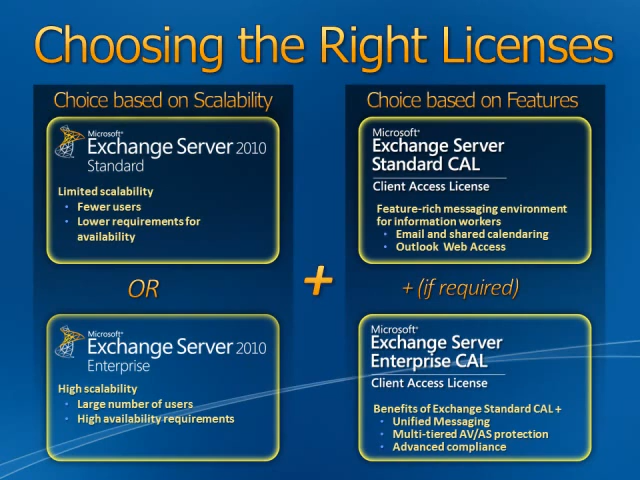 Choosing the Right Licenses
Choice based on Scalability
Microsoft®
Exchange Server 2010
Standard
Limited scalability
• Fewer users
• Lower requirements for
availability
OR
Microsoft®
Exchange Server 2010
Enterprise
High scalability
• Large number of users
• High availability requirements
+
Choice based on Features
Microsoft®
Exchange Server
Standard CAL
Client Access License
Feature-rich messaging environment
for information workers
• Email and shared calendaring
• Outlook Web Access
+ (if required)
Microsoft®
Exchange Server
Enterprise CAL
Client Access License
Benefits of Exchange Standard CAL +
• Unified Messaging
• Multi-tiered AV/AS protection
• Advanced compliance